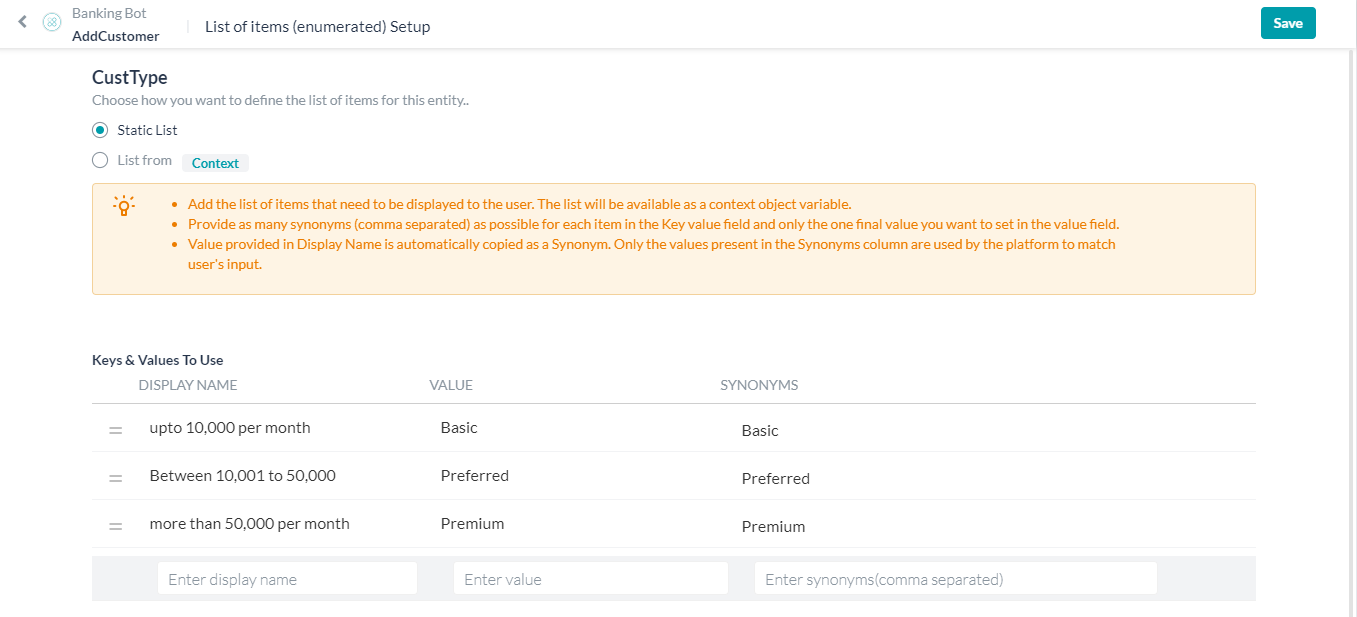 Banking Bot
AddCustomer
List of items (enumerated) Setup
Save
CustType
Choose how you want to define the list of items for this entity..
Static List
List from Context
Add the list of items that need to be displayed to the user. The list will be available as a context object variable.
Provide as many synonyms (comma separated) as possible for each item in the Key value field and only the one final value you want to set in the value field.
Value provided in Display Name is automatically copied as a Synonym. Only the values present in the Synonyms column are used by the platform to match
user's input.
Keys & Values To Use
DISPLAY NAME VALUE SYNONYMS
upto 10,000 per month Basic Basic
Between 10,001 to 50,000 Preferred Preferred
more than 50,000 per month Premium Premium
Enter display name Enter value Enter synonyms(comma separated)